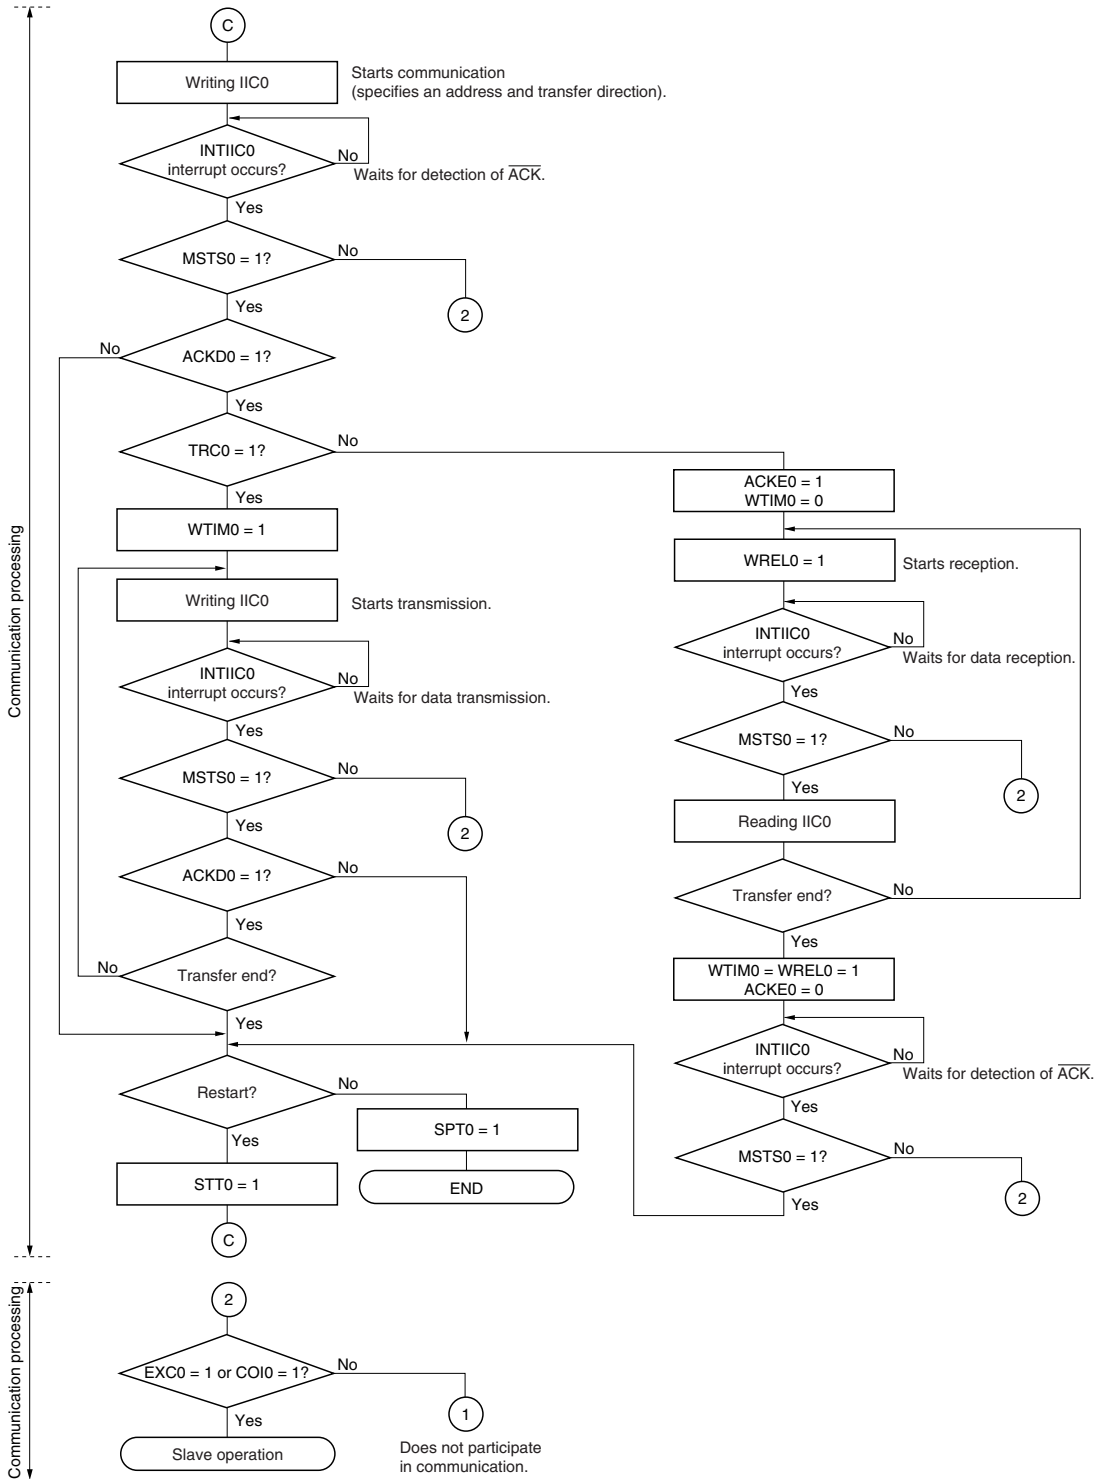 C
Writing IIC0
Starts communication
(specifies an address and transfer direction).
INTIIC0
interrupt occurs?
No
Waits for detection of ACK.
Yes
MSTS0 = 1?
No
2
Yes
ACKD0 = 1?
No
Yes
TRC0 = 1?
No
Yes
WTIM0 = 1
Writing IIC0
Starts transmission.
INTIIC0
interrupt occurs?
No
Waits for data transmission.
Yes
MSTS0 = 1?
No
2
Yes
ACKD0 = 1?
No
Yes
Transfer end?
No
Yes
Restart?
No
SPT0 = 1
END
Yes
STT0 = 1
C
ACKE0 = 1
WTIM0 = 0
WREL0 = 1
Starts reception.
INTIIC0
interrupt occurs?
No
Waits for data reception.
Yes
MSTS0 = 1?
No
2
Yes
Reading IIC0
Transfer end?
No
Yes
WTIM0 = WREL0 = 1
ACKE0 = 0
INTIIC0
interrupt occurs?
No
Waits for detection of ACK.
Yes
MSTS0 = 1?
No
2
Yes
Communication processing
2
EXC0 = 1 or COI0 = 1?
No
1
Does not participate
in communication.
Yes
Slave operation
Communication processing